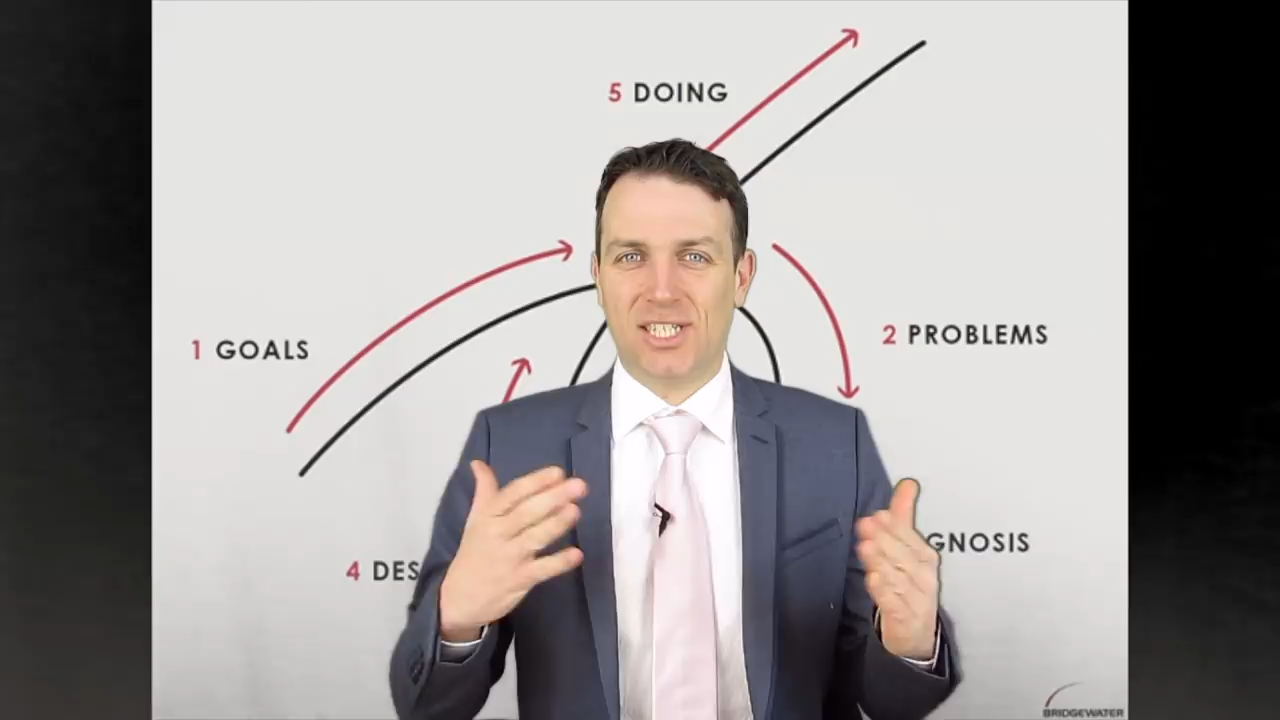 5 DOING
1 GOALS
2 PROBLEMS
GNOSIS
4 DES
BRIDGEWATER